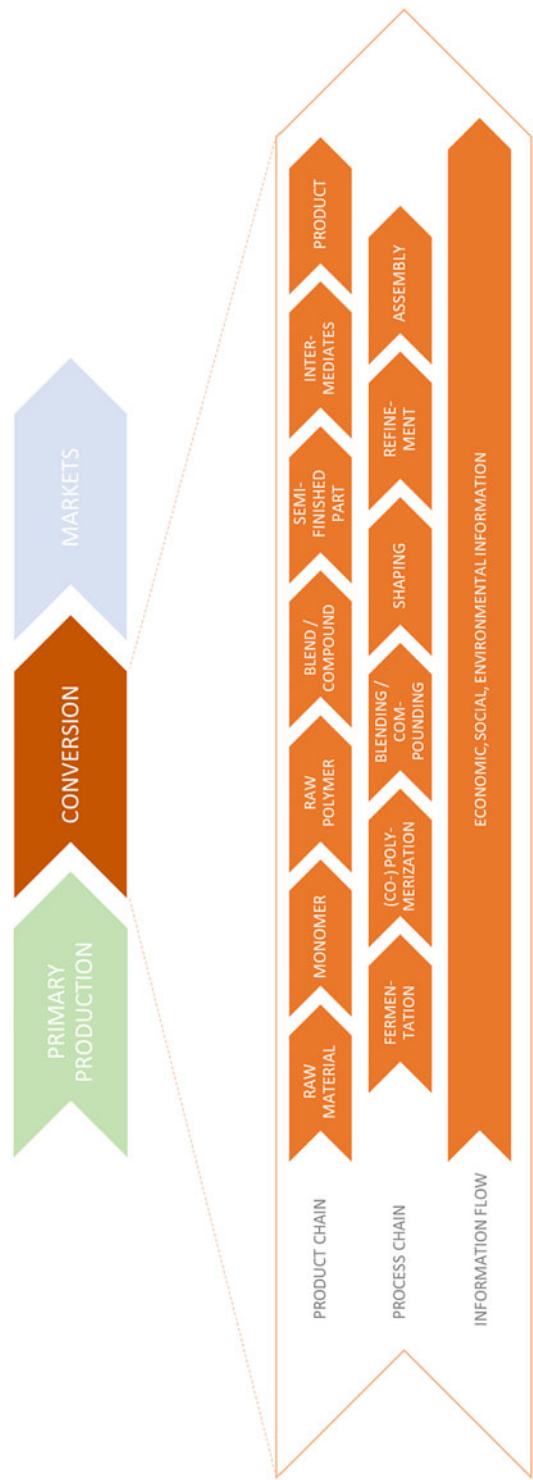 PRIMARY
PRODUCTION
CONVERSION
MARKETS
PRODUCT CHAIN
RAW
MATERIAL
MONOMER
RAW
POLYMER
BLEND /
COMPOUND
SEMI-
FINISHED
PART
INTER-
MEDIATES
PRODUCT
PROCESS CHAIN
FERMEN-
TATION
(CO-) POLY-
MERIZATION
BLENDING /
COM-
POUNDING
SHAPING
REFINE-
MENT
ASSEMBLY
INFORMATION FLOW
ECONOMIC, SOCIAL, ENVIRONMENTAL INFORMATION